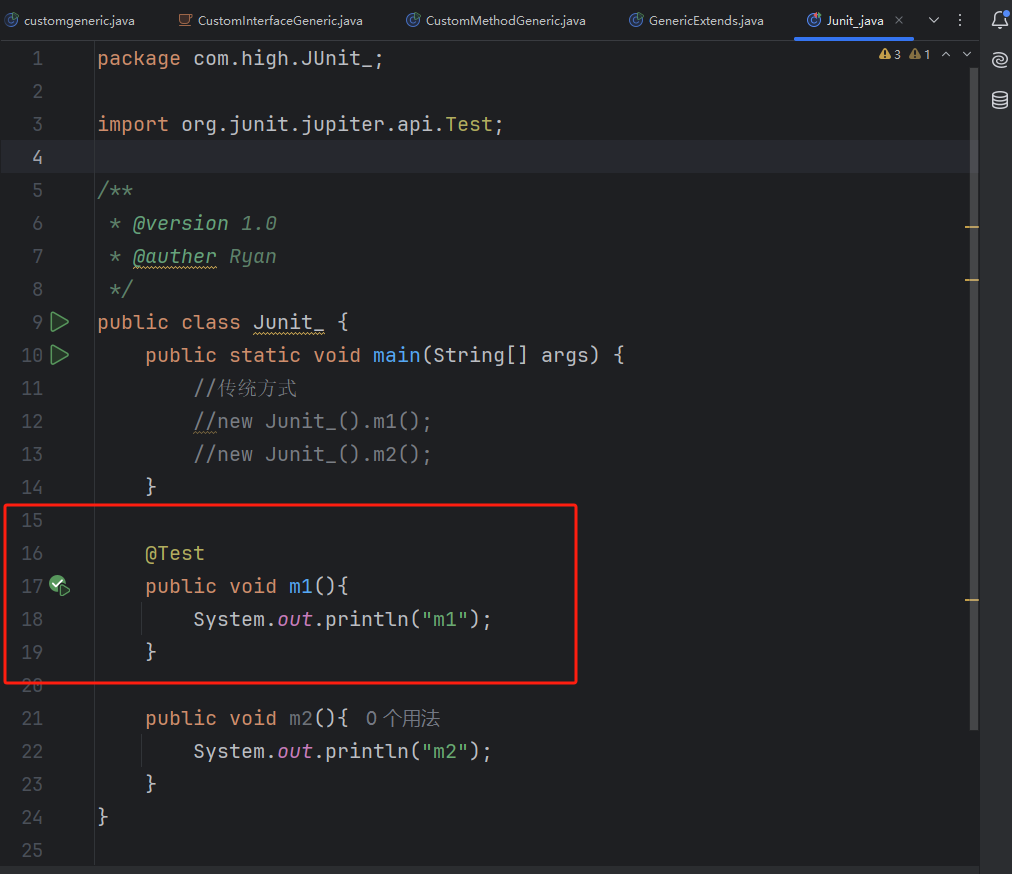 customgeneric.java CustomInterfaceGeneric.java CustomMethodGeneric.java GenericExtends.java Junit_.java
3 1
1 package com.high.JUnit_;
2
3 import org.junit.jupiter.api.Test;
4
5 /**
6 * @version 1.0
7 * @auther Ryan
8 */
9 public class Junit_ {
10 public static void main(String[] args) {
11 //传统方式
12 //new Junit_().m1();
13 //new Junit_().m2();
14 }
15
16 @Test
17 public void m1(){
18 System.out.println("m1");
19 }
20
21 public void m2(){ 0 个用法
22 System.out.println("m2");
23 }
24 }
25